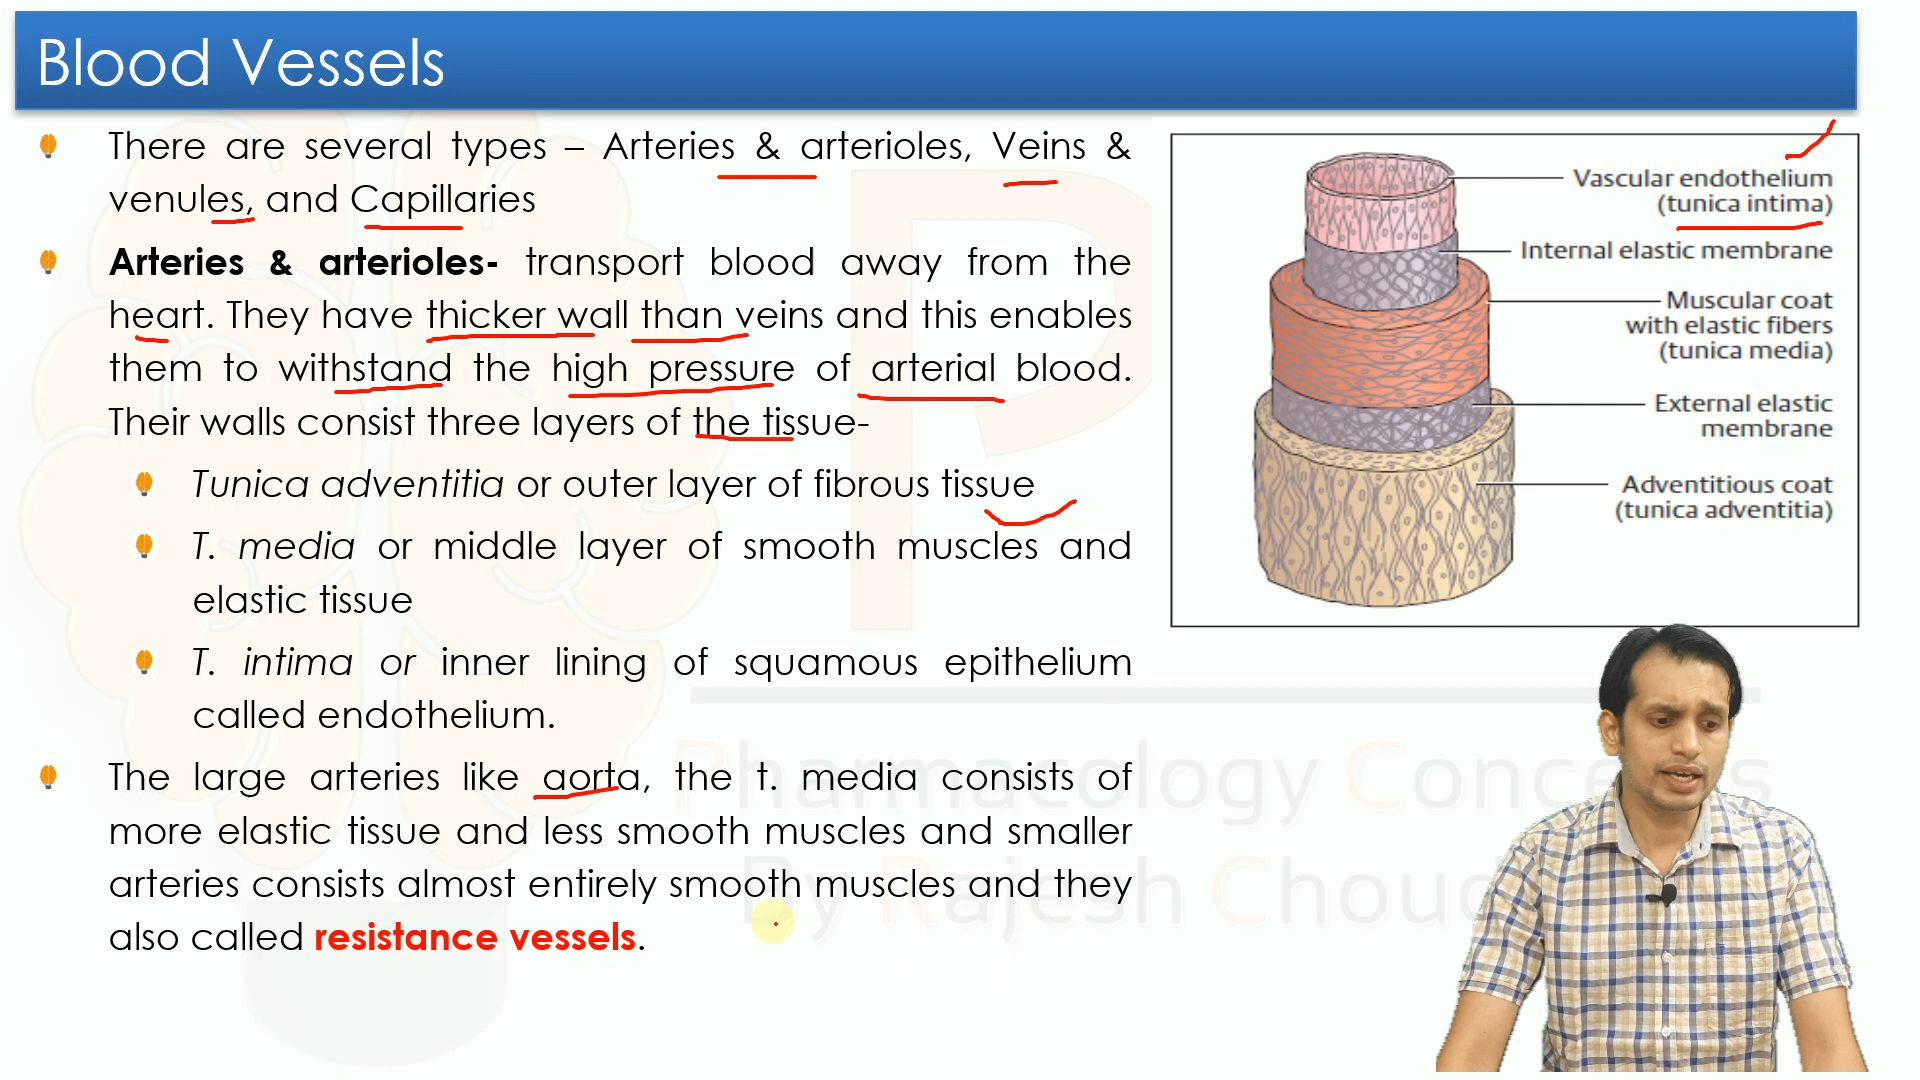 Blood Vessels
There are several types – Arteries & arterioles, Veins &
venules, and Capillaries
Arteries & arterioles- transport blood away from the
heart. They have thicker wall than veins and this enables
them to withstand the high pressure of arterial blood.
Their walls consist three layers of the tissue-
Tunica adventitia or outer layer of fibrous tissue
T. media or middle layer of smooth muscles and
elastic tissue
T. intima or inner lining of squamous epithelium
called endothelium.
The large arteries like aorta, the t. media consists of
more elastic tissue and less smooth muscles and smaller
arteries consists almost entirely smooth muscles and they
also called resistance vessels.
Vascular endothelium
(tunica intima)
Internal elastic membrane
Muscular coat
with elastic fibers
(tunica media)
External elastic
membrane
Adventitious coat
(tunica adventitia)
Pharmacology
By Rajesh